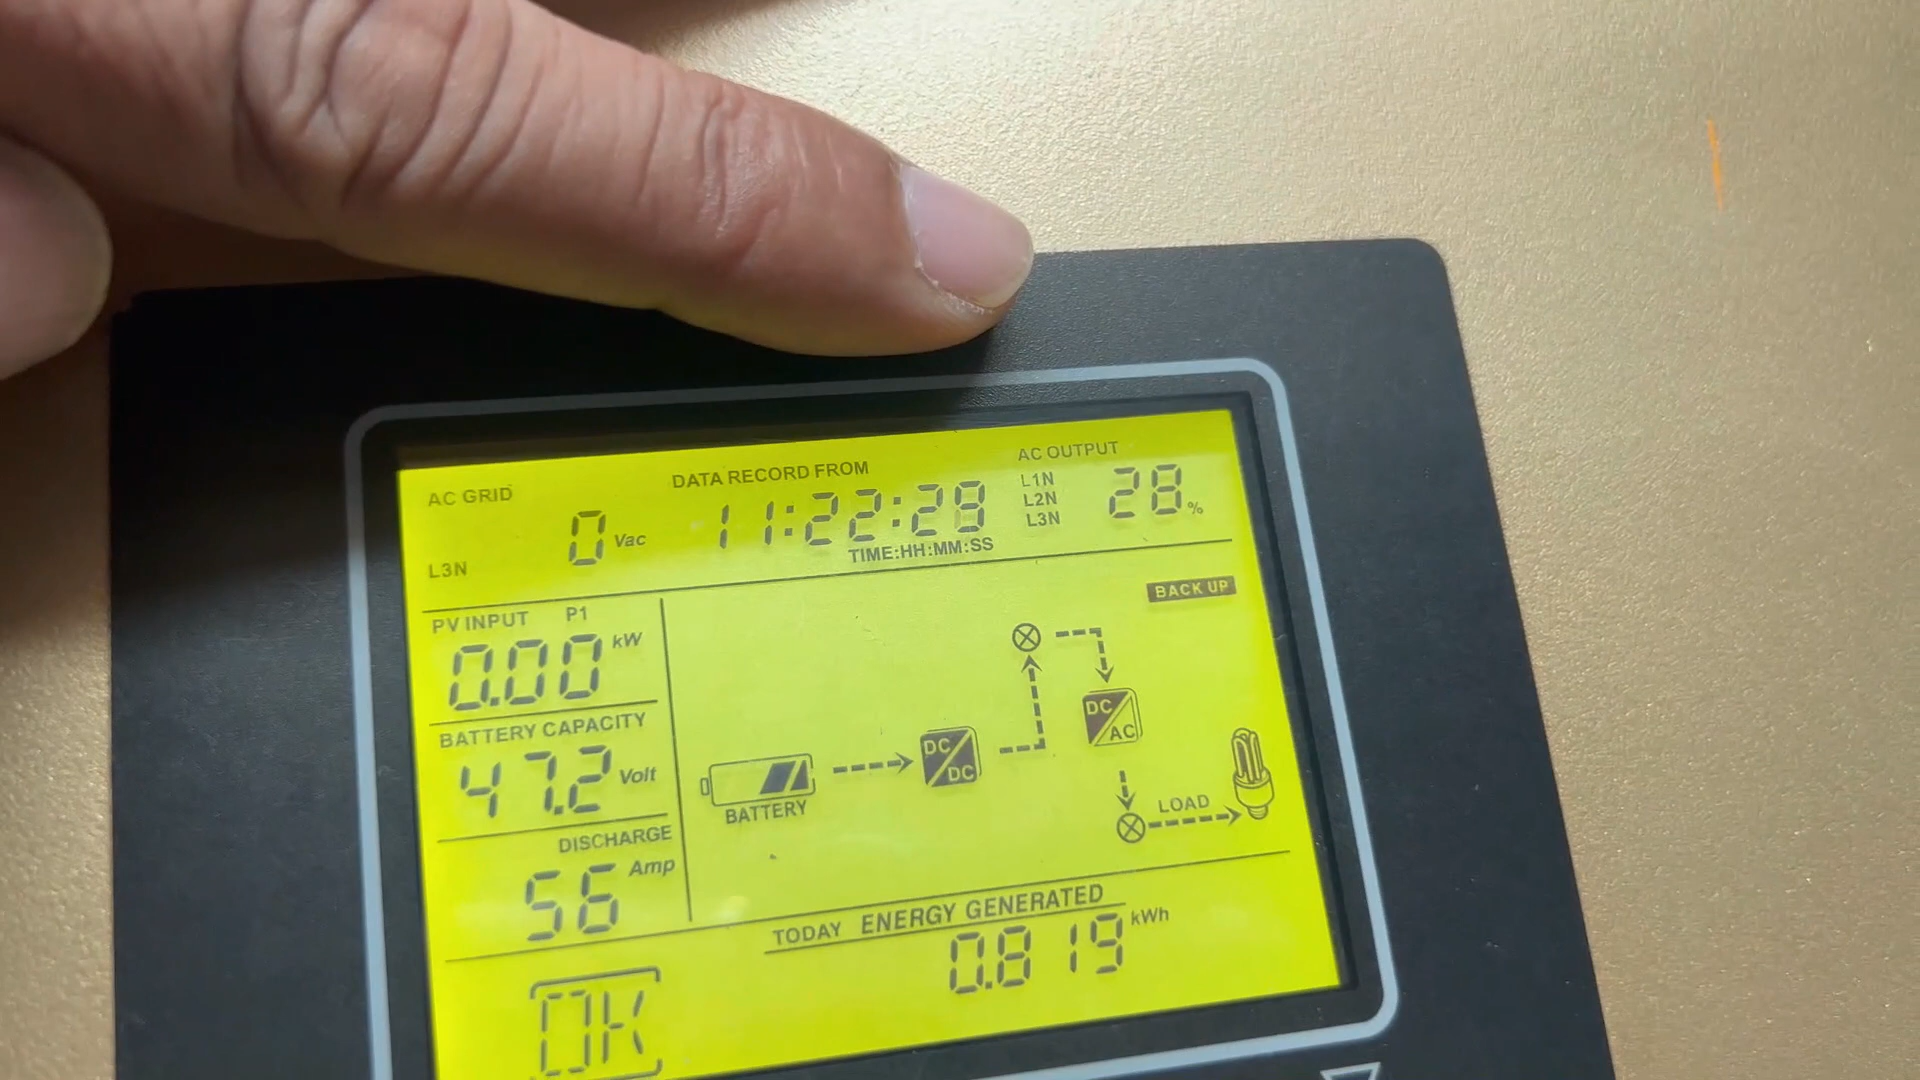 AC GRID
0 Vac
L3N
DATA RECORD FROM
11:22:29
TIME:HH:MM:SS
AC OUTPUT
L1N
L2N
L3N
28 %
PV INPUT P1
0.00 kW
BATTERY CAPACITY
47.2 Volt
DISCHARGE
56 Amp
OK
BACK UP
DC
DC
DC
AC
BATTERY
LOAD
TODAY ENERGY GENERATED
0.819 kWh